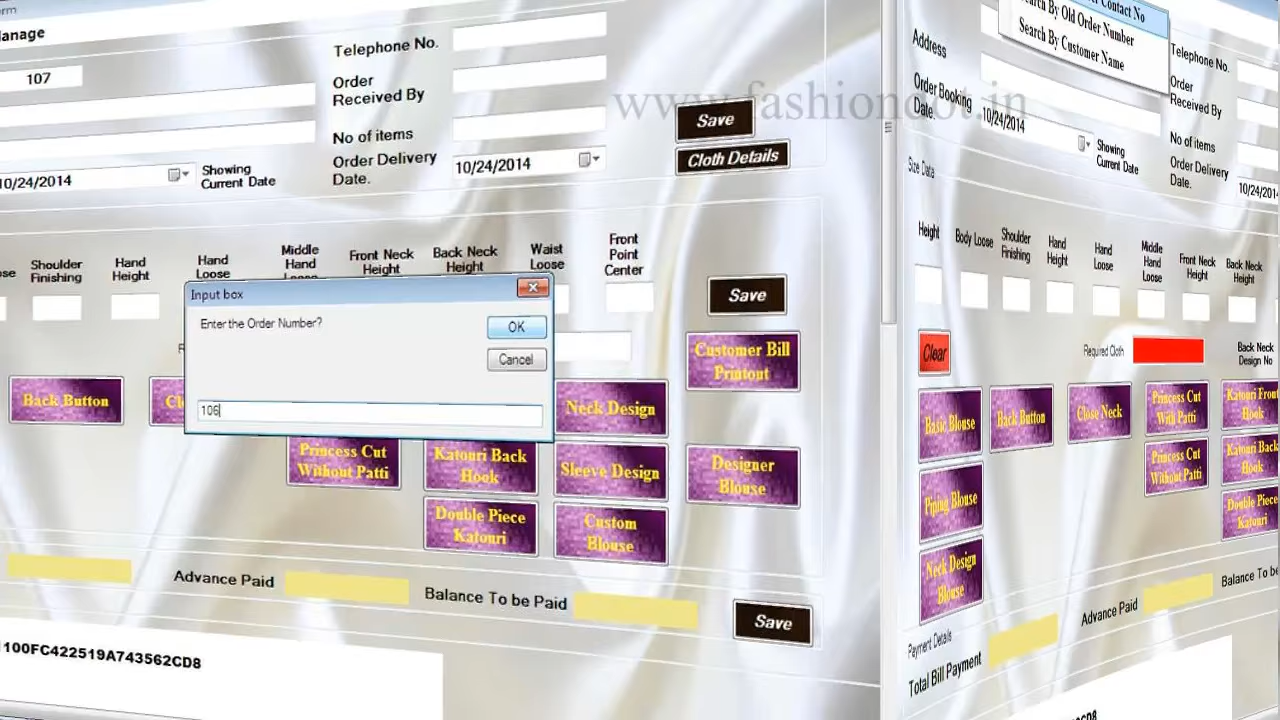 Manage
107
Telephone No.
Order
Received By
No of items
10/24/2014
Showing
Current Date
Order Delivery
Date.
10/24/2014
Save
Cloth Details
www.fashiondot.in
Shoulder
Finishing
Hand
Height
Hand
Loose
Middle
Hand
Loose
Front Neck
Height
Back Neck
Height
Waist
Loose
Front
Point
Center
Input box
Enter the Order Number?
OK
Cancel
106
Save
Customer Bill
Printout
Back Button
Neck Design
Princess Cut
Without Patti
Katouri Back
Hook
Sleeve Design
Designer
Blouse
Double Piece
Katouri
Custom
Blouse
Advance Paid
Balance To be Paid
Save
100FC422519A743562CD8
Contact No
Search By Old Order Number
Search By Customer Name
Address
Telephone No.
Order
Received By
Order Booking
Date.
10/24/2014
Showing
Current Date
No of items
Order Delivery
Date.
10/24/2014
Size Data
Height
Body Loose
Shoulder
Finishing
Hand
Height
Hand
Loose
Middle
Hand
Loose
Front Neck
Height
Back Neck
Height
Clear
Required Cloth
Back Neck
Design No
Basic Blouse
Back Button
Close Neck
Princess Cut
With Patti
Katouri Front
Hook
Piping Blouse
Princess Cut
Without Patti
Katouri Back
Hook
Neck Design
Blouse
Double Piece
Katouri
Payment Details
Total Bill Payment
Advance Paid
Balance To be